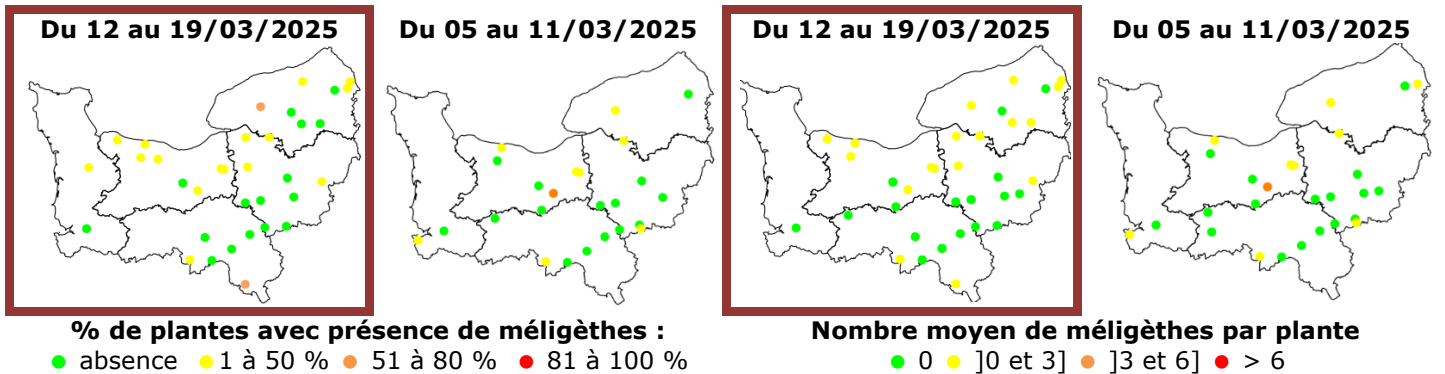 Du 12 au 19/03/2025 Du 05 au 11/03/2025 Du 12 au 19/03/2025 Du 05 au 11/03/2025
% de plantes avec présence de méligèthes : Nombre moyen de méligèthes par plante
absence 1 à 50 % 51 à 80 % 81 à 100 % 0 ]0 et 3] ]3 et 6] > 6